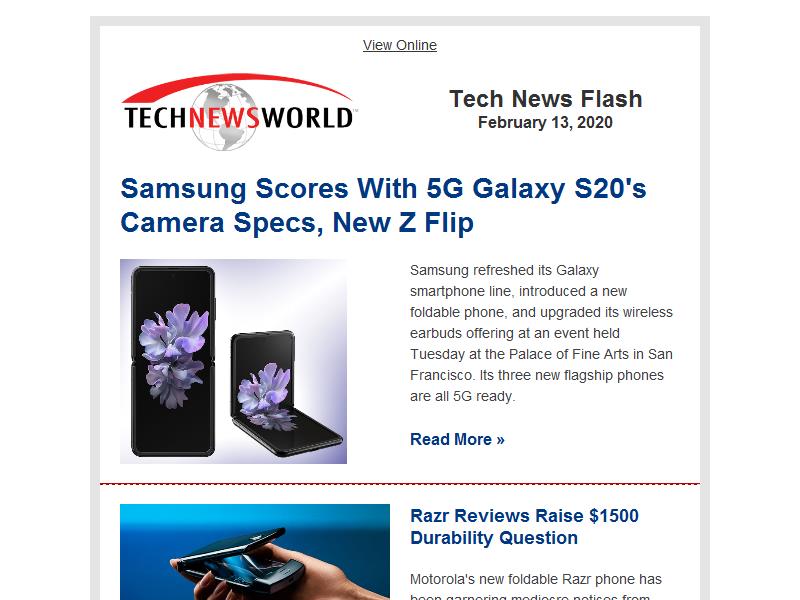 View Online
TECHNEWSWORLD™
Tech News Flash
February 13, 2020
Samsung Scores With 5G Galaxy S20's
Camera Specs, New Z Flip
Samsung refreshed its Galaxy
smartphone line, introduced a new
foldable phone, and upgraded its wireless
earbuds offering at an event held
Tuesday at the Palace of Fine Arts in San
Francisco. Its three new flagship phones
are all 5G ready.
Read More »
Razr Reviews Raise $1500
Durability Question
Motorola's new foldable Razr phone has
been garnering mediocre notices from